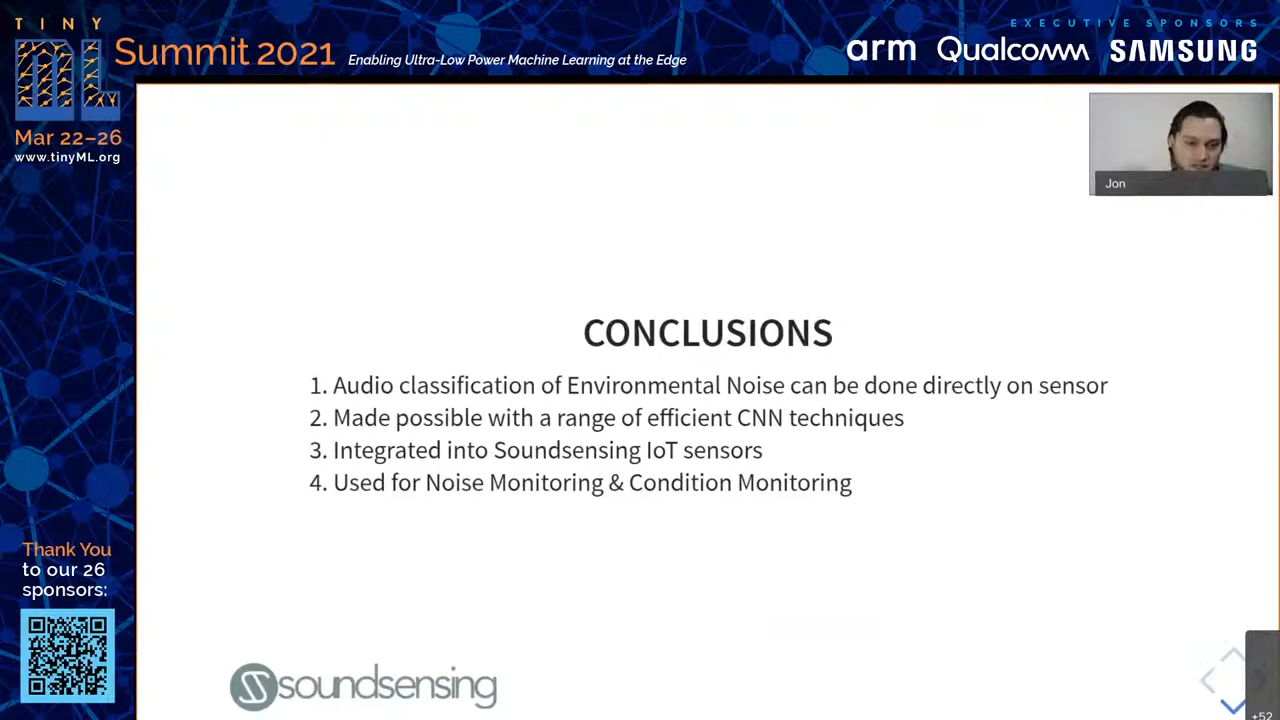 TINY
ML
Summit 2021
Enabling Ultra-Low Power Machine Learning at the Edge
EXECUTIVE SPONSORS
arm Qualcomm SAMSUNG
Mar 22–26
www.tinyML.org
Jon
CONCLUSIONS
1. Audio classification of Environmental Noise can be done directly on sensor
2. Made possible with a range of efficient CNN techniques
3. Integrated into Soundsensing IoT sensors
4. Used for Noise Monitoring & Condition Monitoring
Thank You
to our 26
sponsors:
soundsensing
+52